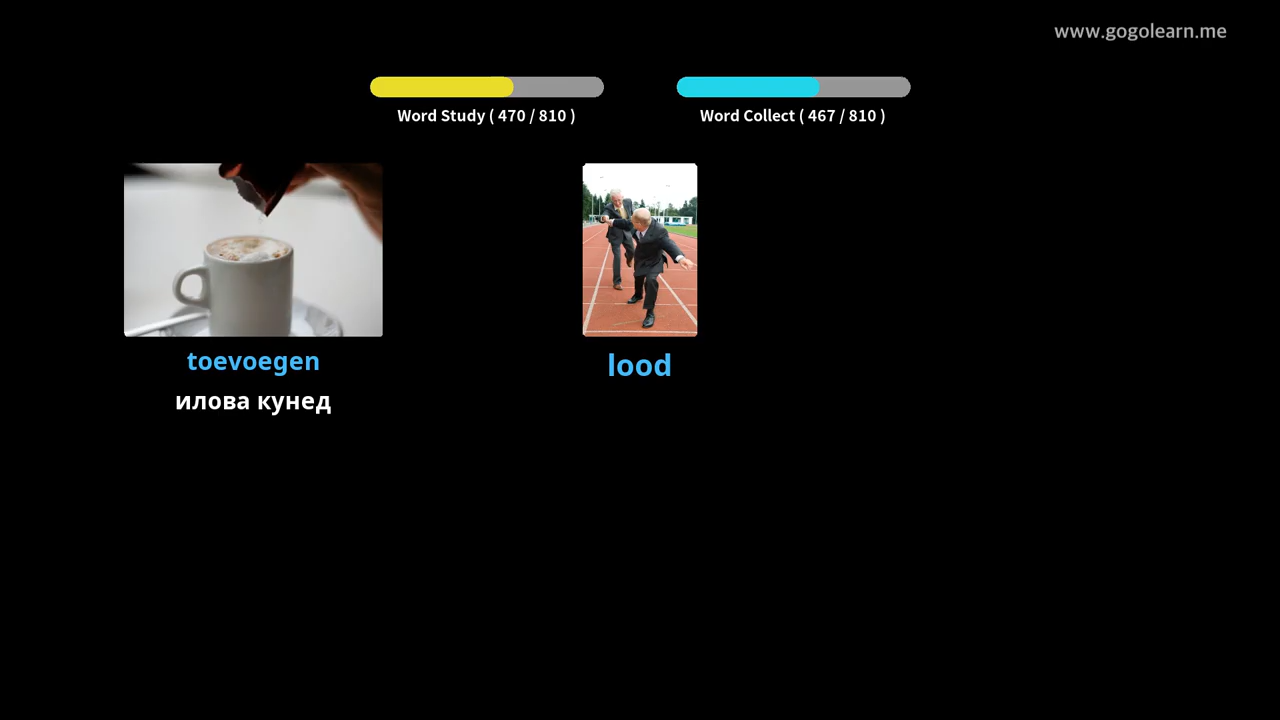 www.gogolearn.me
Word Study ( 470 / 810 )
Word Collect ( 467 / 810 )
toevoegen
илова кунед
lood